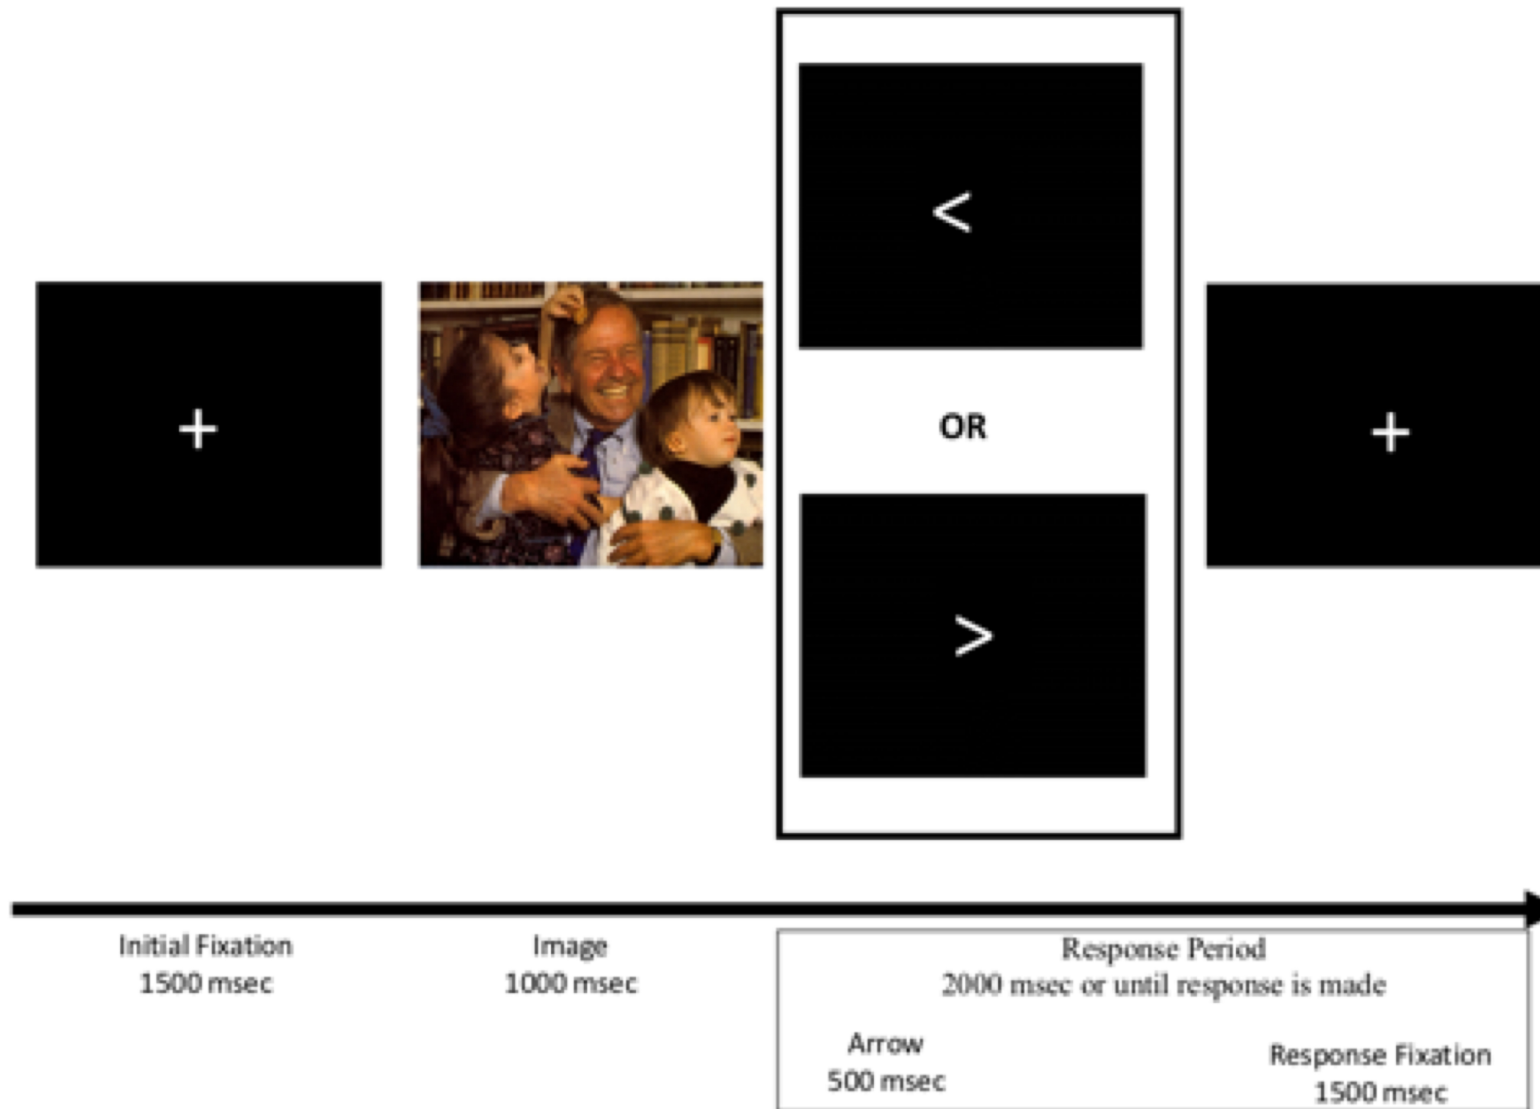 +
<
OR
>
+
Initial Fixation
1500 msec
Image
1000 msec
Response Period
2000 msec or until response is made
Arrow
500 msec
Response Fixation
1500 msec